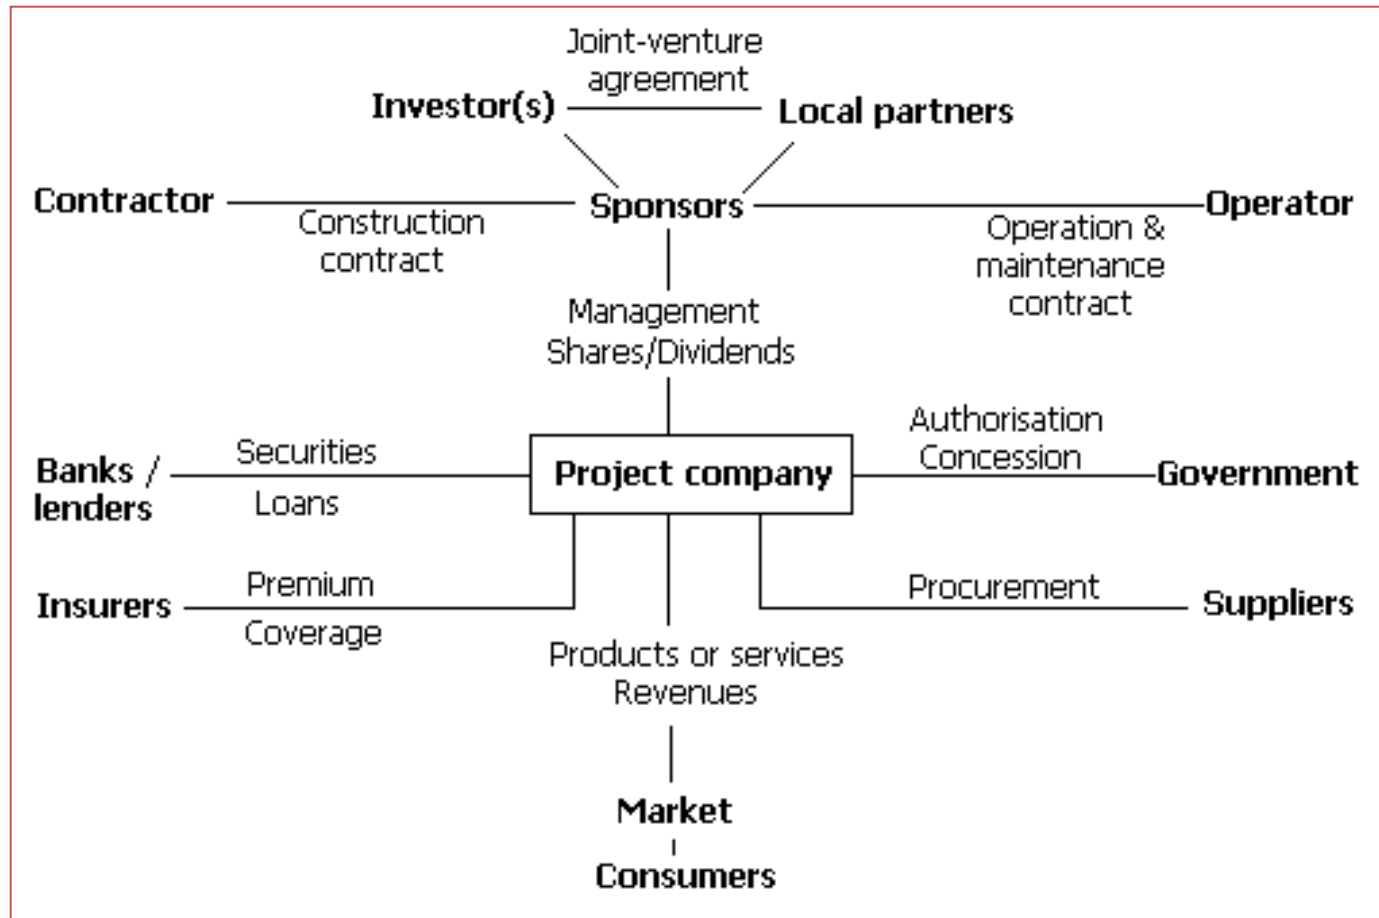 Joint-venture
agreement
Investor(s)
Local partners
Contractor
Sponsors
Operator
Construction
contract
Operation &
maintenance
contract
Management
Shares/Dividends
Authorisation
Concession
Securities
Banks /
lenders
Project company
Government
Loans
Premium
Procurement
Insurers
Suppliers
Coverage
Products or services
Revenues
Market
Consumers